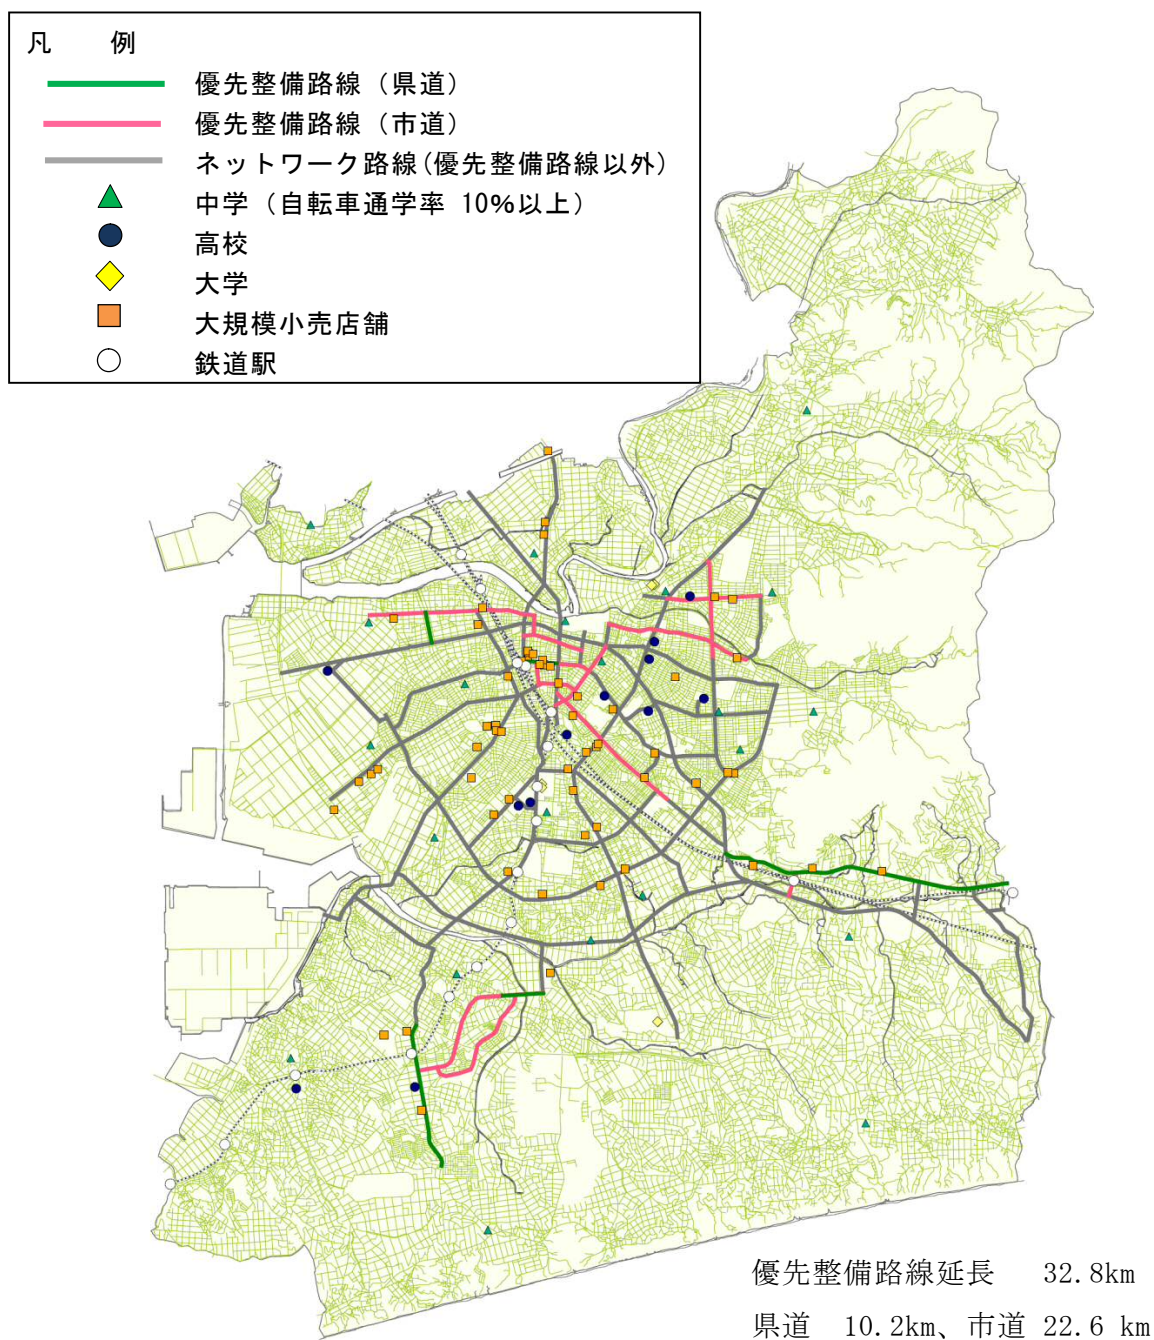 凡　例
優先整備路線（県道）
優先整備路線（市道）
ネットワーク路線(優先整備路線以外)
中学（自転車通学率 10%以上）
高校
大学
大規模小売店舗
鉄道駅
優先整備路線延長　32.8km
県道　10.2km、市道 22.6 km